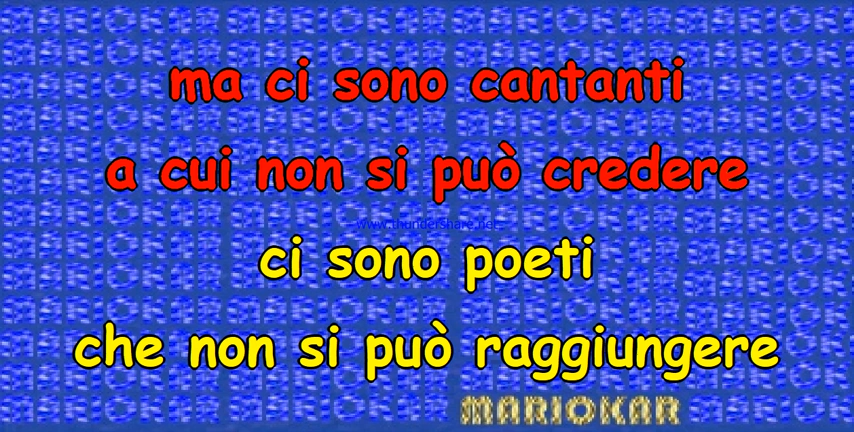 ma ci sono cantanti
a cui non si può credere
www.thundershare.net
ci sono poeti
che non si può raggiungere
MARIOKAR